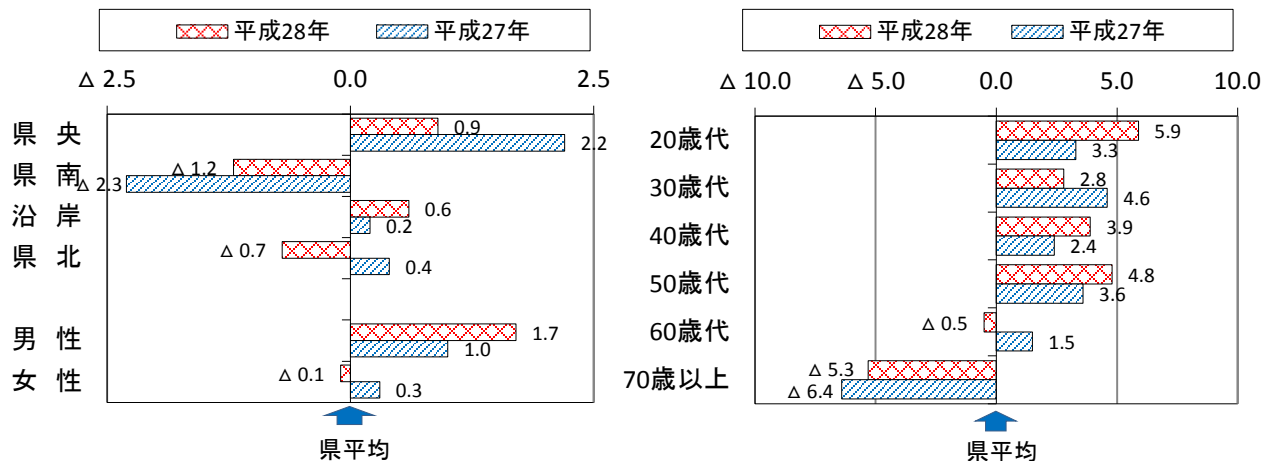 平成28年 平成27年
△ 2.5 0.0 2.5
県 央 0.9
2.2
県 南 △ 1.2
△ 2.3
沿 岸 0.6
0.2
県 北 △ 0.7
0.4
男 性 1.7
1.0
女 性 △ 0.1
0.3
県平均
平成28年 平成27年
△ 10.0 △ 5.0 0.0 5.0 10.0
20歳代 5.9
3.3
30歳代 2.8
4.6
40歳代 3.9
2.4
50歳代 4.8
3.6
60歳代 △ 0.5
1.5
70歳以上 △ 5.3
△ 6.4
県平均